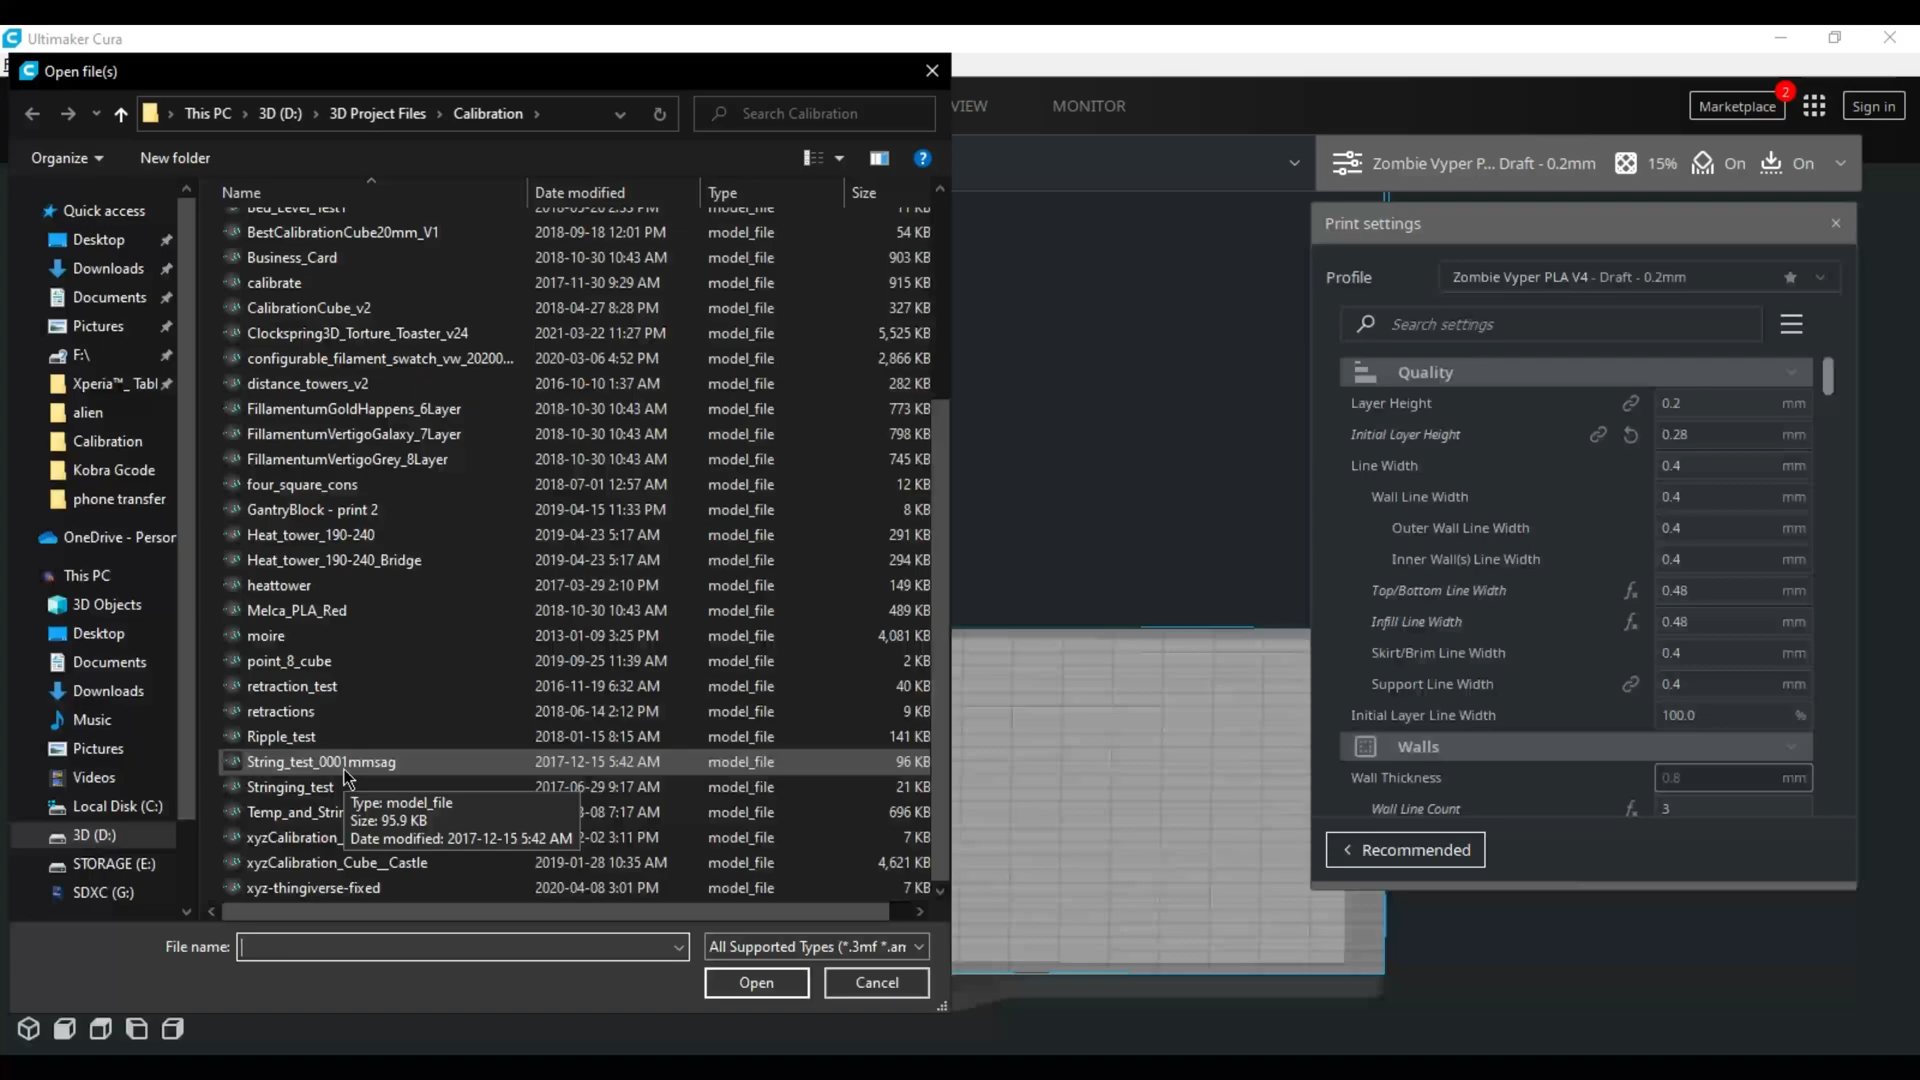 Ultimaker Cura
Open file(s)
This PC > 3D (D:) > 3D Project Files > Calibration >
Search Calibration
VIEW
MONITOR
Marketplace
2
Sign in
Organize
New folder
?
Zombie Vyper P... Draft - 0.2mm
15%
On
On
Name
Date modified
Type
Size
Quick access
Desktop
Downloads
Documents
Pictures
F:\
Xperia™_ Tabl
alien
Calibration
Kobra Gcode
phone transfer
OneDrive - Person
This PC
3D Objects
Desktop
Documents
Downloads
Music
Pictures
Videos
Local Disk (C:)
3D (D:)
STORAGE (E:)
SDXC (G:)
Bed_Level_Test1 model_file 11 KB
BestCalibrationCube20mm_V1 2018-09-18 12:01 PM model_file 54 KB
Business_Card 2018-10-30 10:43 AM model_file 903 KB
calibrate 2017-11-30 9:29 AM model_file 915 KB
CalibrationCube_v2 2018-04-27 8:28 PM model_file 327 KB
Clockspring3D_Torture_Toaster_v24 2021-03-22 11:27 PM model_file 5,525 KB
configurable_filament_swatch_vw_20200... 2020-03-06 4:52 PM model_file 2,866 KB
distance_towers_v2 2016-10-10 1:37 AM model_file 282 KB
FillamentumGoldHappens_6Layer 2018-10-30 10:43 AM model_file 773 KB
FillamentumVertigoGalaxy_7Layer 2018-10-30 10:43 AM model_file 798 KB
FillamentumVertigoGrey_8Layer 2018-10-30 10:43 AM model_file 745 KB
four_square_cons 2018-07-01 12:57 AM model_file 12 KB
GantryBlock - print 2 2019-04-15 11:33 PM model_file 8 KB
Heat_tower_190-240 2019-04-23 5:17 AM model_file 291 KB
Heat_tower_190-240_Bridge 2019-04-23 5:17 AM model_file 294 KB
heattower 2017-03-29 2:10 PM model_file 149 KB
Melca_PLA_Red 2018-10-30 10:43 AM model_file 489 KB
moire 2013-01-09 3:25 PM model_file 4,081 KB
point_8_cube 2019-09-25 11:39 AM model_file 2 KB
retraction_test 2016-11-19 6:32 AM model_file 40 KB
retractions 2018-06-14 2:12 PM model_file 9 KB
Ripple_test 2018-01-15 8:15 AM model_file 141 KB
String_test_0001mmsag 2017-12-15 5:42 AM model_file 96 KB
Stringing_test 2017-06-29 9:17 AM model_file 21 KB
Temp_and_Strin 3-08 7:17 AM model_file 696 KB
xyzCalibration_ 2-02 3:11 PM model_file 7 KB
xyzCalibration_Cube__Castle 2019-01-28 10:35 AM model_file 4,621 KB
xyz-thingiverse-fixed 2020-04-08 3:01 PM model_file 7 KB
Type: model_file
Size: 95.9 KB
Date modified: 2017-12-15 5:42 AM
File name:
All Supported Types (*.3mf *.an
Open
Cancel
Print settings
Profile
Zombie Vyper PLA V4 - Draft - 0.2mm
Search settings
Quality
Layer Height 0.2 mm
Initial Layer Height 0.28 mm
Line Width 0.4 mm
Wall Line Width 0.4 mm
Outer Wall Line Width 0.4 mm
Inner Wall(s) Line Width 0.4 mm
Top/Bottom Line Width 0.48 mm
Infill Line Width 0.48 mm
Skirt/Brim Line Width 0.4 mm
Support Line Width 0.4 mm
Initial Layer Line Width 100.0 %
Walls
Wall Thickness 0.8 mm
Wall Line Count 3
Recommended